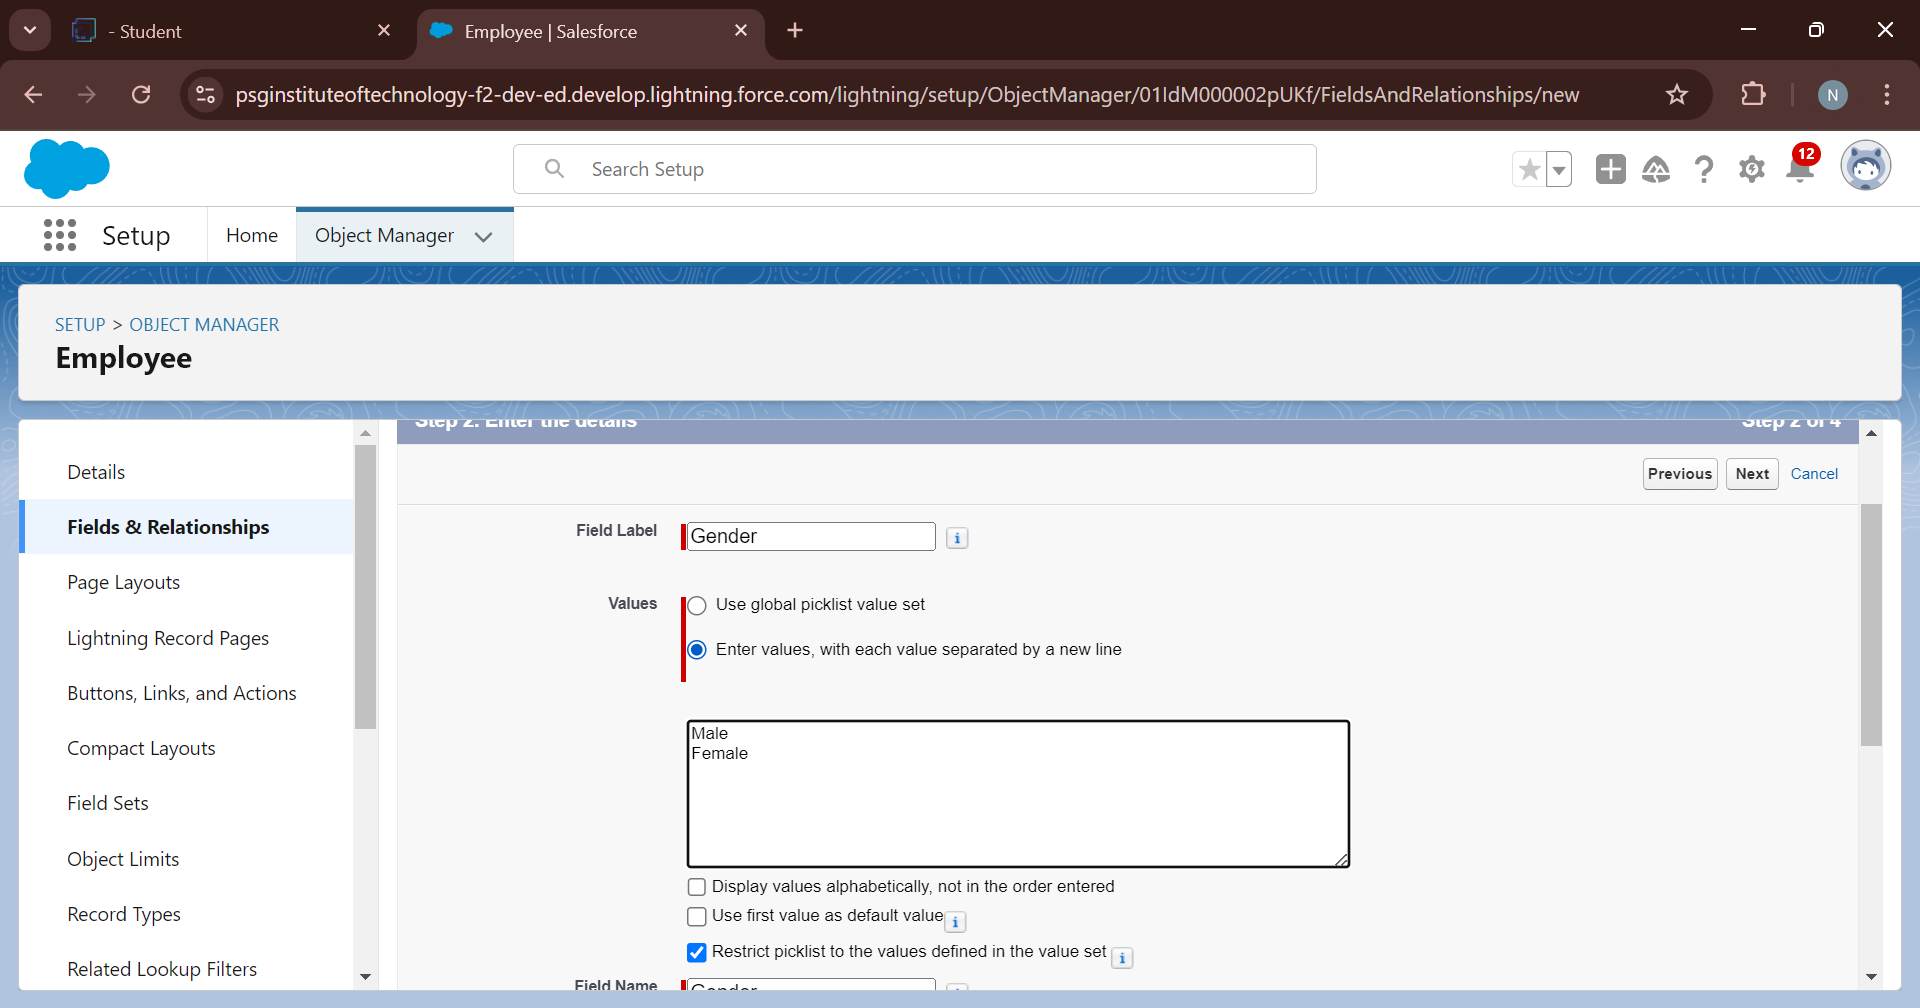 - Student
Employee | Salesforce
psginstituteoftechnology-f2-dev-ed.develop.lightning.force.com/lightning/setup/ObjectManager/01IdM000002pUKf/FieldsAndRelationships/new
N
Search Setup
12
Setup
Home
Object Manager
SETUP > OBJECT MANAGER
Employee
Details
Fields & Relationships
Page Layouts
Lightning Record Pages
Buttons, Links, and Actions
Compact Layouts
Field Sets
Object Limits
Record Types
Related Lookup Filters
Step 2. Enter the details
Step 2 of 4
Previous
Next
Cancel
Field Label
Gender
i
Values
Use global picklist value set
Enter values, with each value separated by a new line
Male
Female
Display values alphabetically, not in the order entered
Use first value as default value
i
Restrict picklist to the values defined in the value set
i
Field Name
Gender